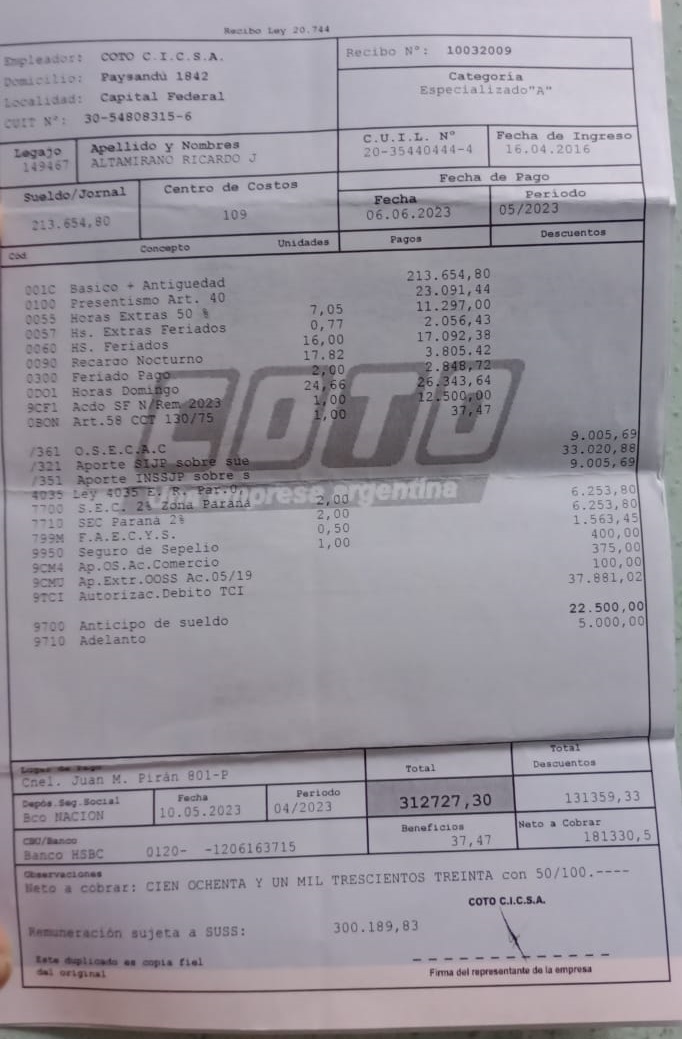 Recibo Ley 20.744
Empleador: COTO C.I.C.S.A.
Recibo N°: 10032009
Domicilio: Paysandú 1842
Localidad: Capital Federal
CUIT N°: 30-54808315-6
Categoria
Especializado"A"
Legajo
149467
Apellido y Nombres
ALTAMIRANO RICARDO J
C.U.I.L. N°
20-35440444-4
Fecha de Ingreso
16.04.2016
Sueldo/Jornal
213.654,80
Centro de Costos
109
Fecha de Pago
Fecha
06.06.2023
Periodo
05/2023
Cód Concepto Unidades Pagos Descuentos
001C Basico + Antiguedad 213.654,80
0100 Presentismo Art. 40 23.091,44
0055 Horas Extras 50 % 7,05 11.297,00
0057 Hs. Extras Feriados 0,77 2.056,43
0060 HS. Feriados 16,00 17.092,38
0090 Recargo Nocturno 17.82 3.805.42
0300 Feriado Pago 2,00 2.848,72
0D01 Horas Domingo 24,66 26.343,64
9CF1 Acdo SF N/Rem 2023 1,00 12.500,00
0BON Art.58 CCT 130/75 1,00 37,47
COTO
Una empresa argentina
/361 O.S.E.C.A.C 9.005,69
/321 Aporte SIJP sobre sue 33.020,88
/351 Aporte INSSJP sobre s 9.005,69
4035 Ley 4035 E. R. Par.0,
7700 S.E.C. 2% Zona Paraná 2,00 6.253,80
7710 SEC Paraná 2% 2,00 6.253,80
799M F.A.E.C.Y.S. 0,50 1.563,45
9950 Seguro de Sepelio 1,00 400,00
9CM4 Ap.OS.Ac.Comercio 375,00
9CMU Ap.Extr.OOSS Ac.05/19 100,00
9TCI Autorizac.Debito TCI 37.881,02
9700 Anticipo de sueldo 22.500,00
9710 Adelanto 5.000,00
Lugar de Pago
Cnel. Juan M. Pirán 801-P
Total
312727,30
Total
Descuentos
131359,33
Depós.Seg.Social
Bco NACION
Fecha
10.05.2023
Periodo
04/2023
Beneficios
37,47
Neto a Cobrar
181330,5
CBU/Banco
Banco HSBC 0120- -1206163715
Observaciones
Neto a cobrar: CIEN OCHENTA Y UN MIL TRESCIENTOS TREINTA con 50/100.----
COTO C.I.C.S.A.
Remuneración sujeta a SUSS: 300.189,83
Este duplicado es copia fiel
del original
Firma del representante de la empresa